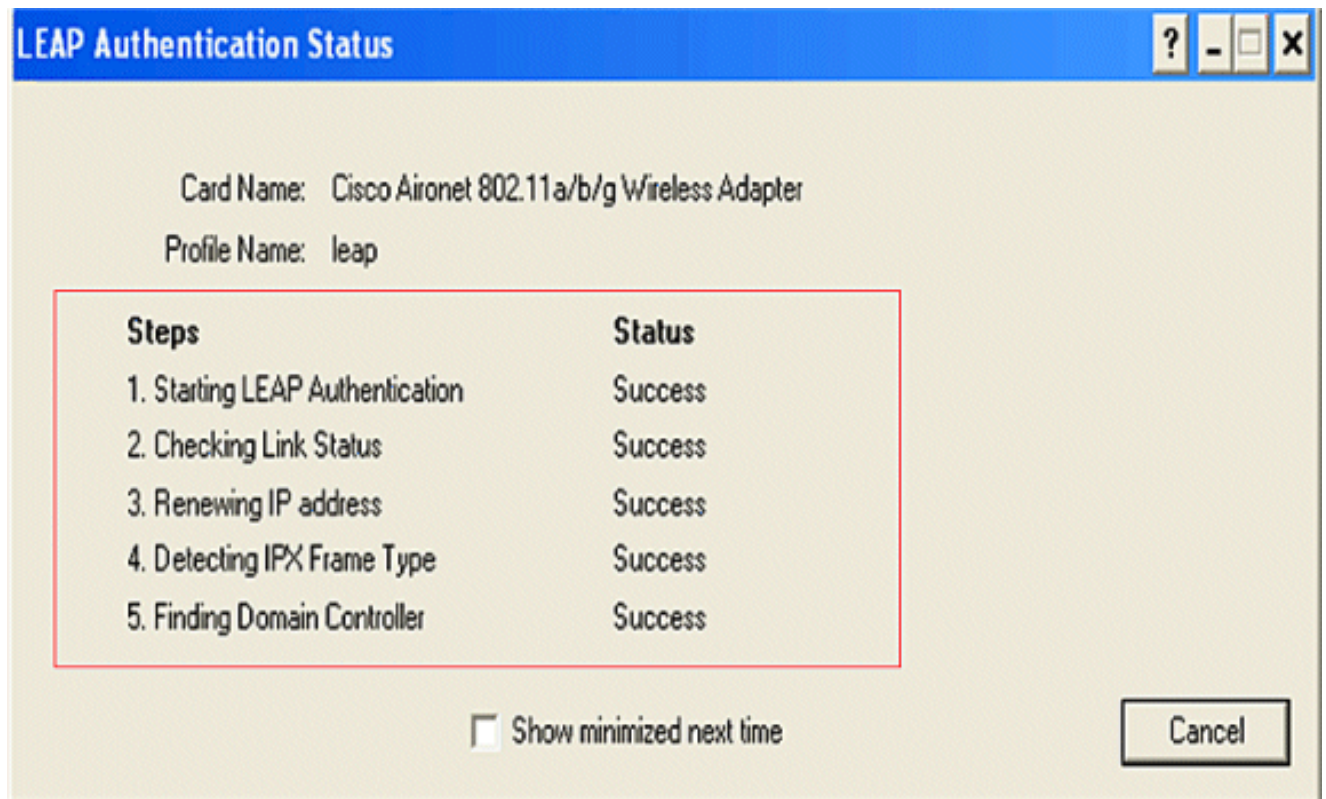 LEAP Authentication Status
Card Name: Cisco Aironet 802.11a/b/g Wireless Adapter
Profile Name: leap
Steps Status
1. Starting LEAP Authentication Success
2. Checking Link Status Success
3. Renewing IP address Success
4. Detecting IPX Frame Type Success
5. Finding Domain Controller Success
Show minimized next time
Cancel